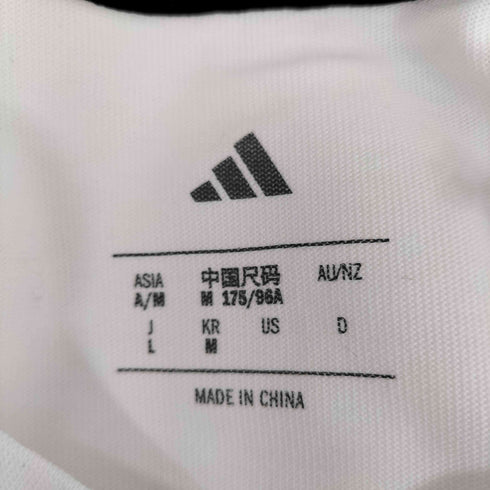 ASIA 中国尺码 AU/NZ
A/M M 175/96A
J KR US D
L M
MADE IN CHINA